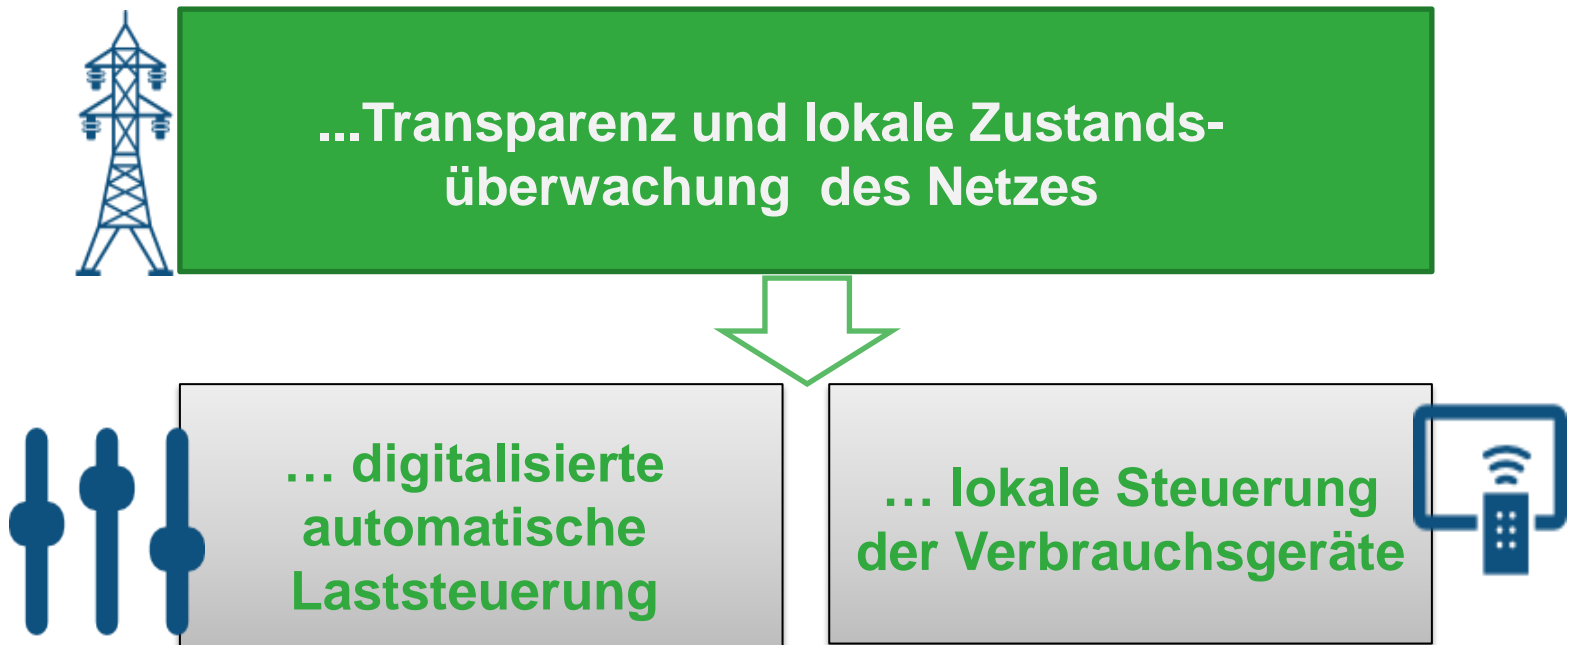 ...Transparenz und lokale Zustands-
überwachung  des Netzes
… digitalisierte
automatische
Laststeuerung
… lokale Steuerung
der Verbrauchsgeräte